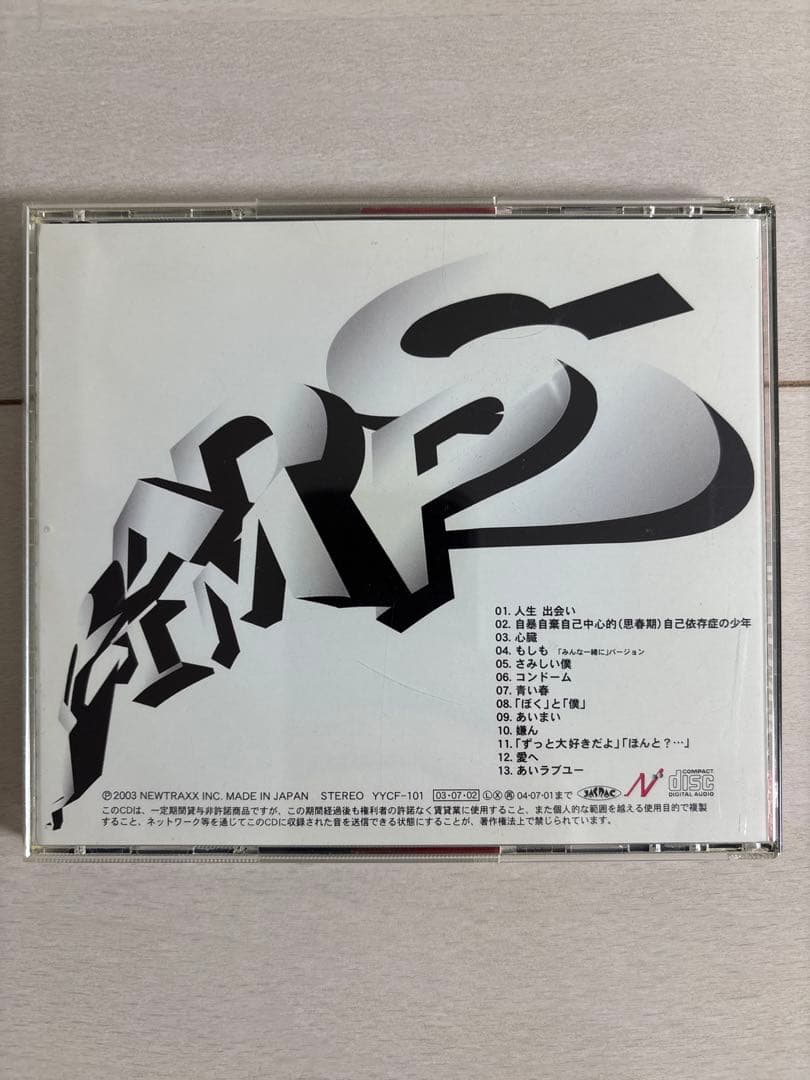 SEMPS
01. 人生 出会い
02. 自暴自棄自己中心的(思春期)自己依存症の少年
03. 心臓
04. もしも 「みんな一緒に」バージョン
05. さみしい僕
06. コンドーム
07. 青い春
08. 「ぼく」と「僕」
09. あいまい
10. 嫌ん
11. 「ずっと大好きだよ」「ほんと？…」
12. 愛へ
13. あいラブユー
Ⓟ2003 NEWTRAXX INC. MADE IN JAPAN STEREO YYCF-101 03・07・02 Ⓛ Ⓧ 04・07・01まで JASRAC N COMPACT disc DIGITAL AUDIO
このCDは、一定期間貸与非許諾商品ですが、この期間経過後も権利者の許諾なく賃貸業に使用すること、また個人的な範囲を越える使用目的で複製
すること、ネットワーク等を通じてこのCDに収録された音を送信できる状態にすることが、著作権法上で禁じられています。